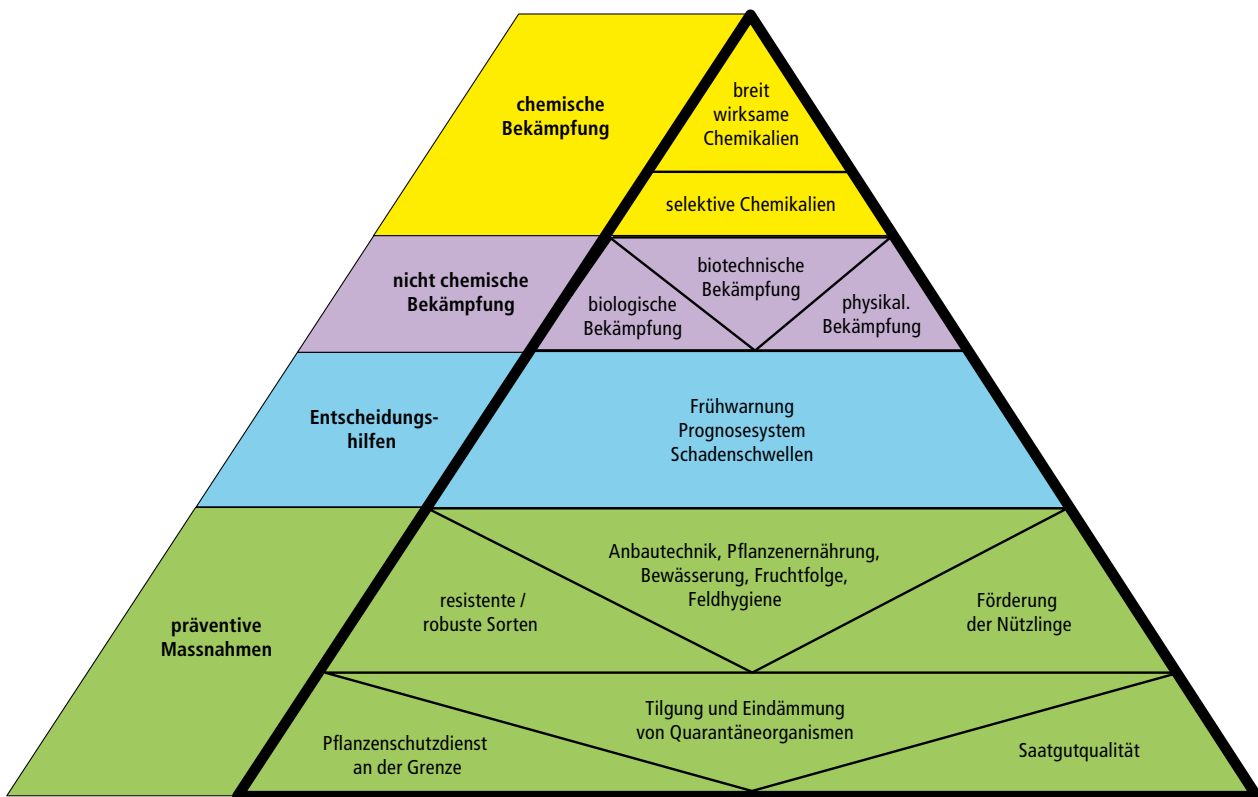 chemische
Bekämpfung
breit
wirksame
Chemikalien
selektive Chemikalien
nicht chemische
Bekämpfung
biologische
Bekämpfung
biotechnische
Bekämpfung
physikal.
Bekämpfung
Entscheidungs-
hilfen
Frühwarnung
Prognosesystem
Schadenschwellen
präventive
Massnahmen
resistente /
robuste Sorten
Anbautechnik, Pflanzenernährung,
Bewässerung, Fruchtfolge,
Feldhygiene
Förderung
der Nützlinge
Pflanzenschutzdienst
an der Grenze
Tilgung und Eindämmung
von Quarantäneorganismen
Saatgutqualität